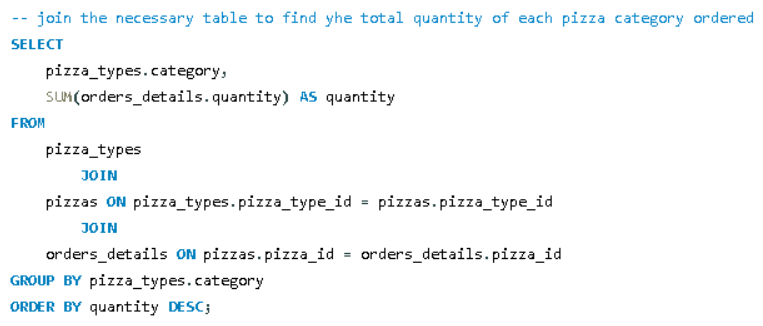 -- join the necessary table to find yhe total quantity of each pizza category ordered
SELECT
pizza_types.category,
SUM(orders_details.quantity) AS quantity
FROM
pizza_types
JOIN
pizzas ON pizza_types.pizza_type_id = pizzas.pizza_type_id
JOIN
orders_details ON pizzas.pizza_id = orders_details.pizza_id
GROUP BY pizza_types.category
ORDER BY quantity DESC;